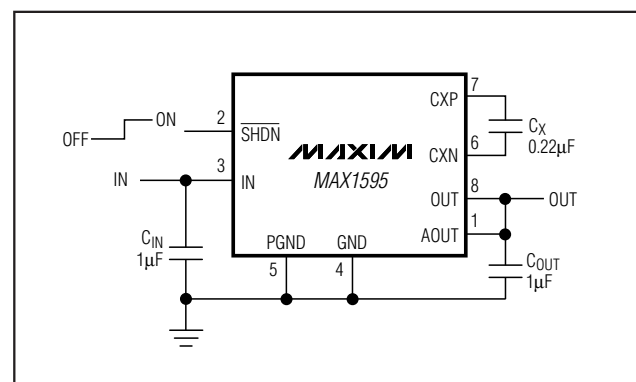 OFF
ON
2
SHDN
IN
3
IN
CIN
1µF
PGND
5
GND
4
MAXIM
MAX1595
7
CXP
CX
0.22µF
6
CXN
OUT
8
OUT
AOUT
1
COUT
1µF